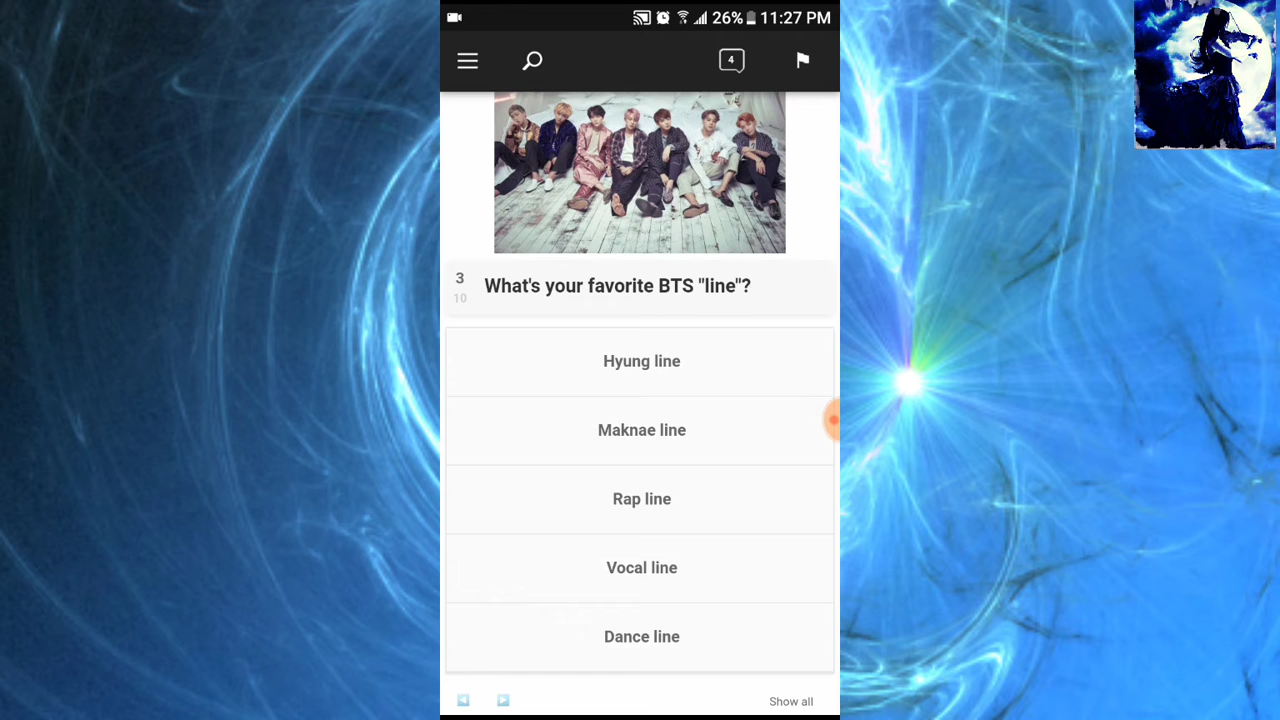 26% 11:27 PM
4
3
10
What's your favorite BTS "line"?
Hyung line
Maknae line
Rap line
Vocal line
Dance line
Show all